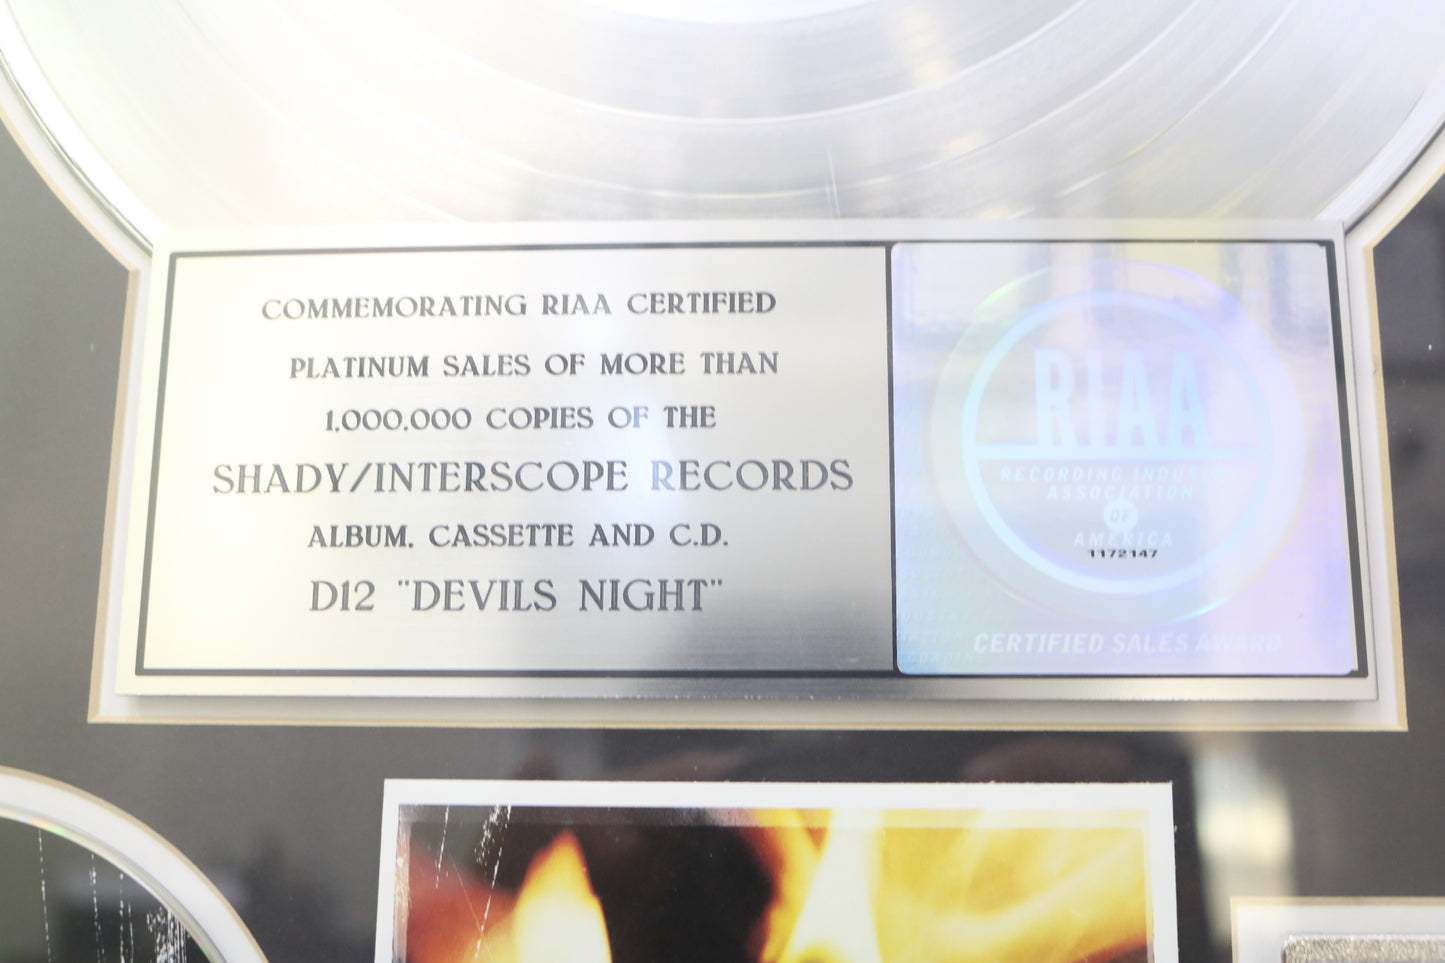 COMMEMORATING RIAA CERTIFIED
PLATINUM SALES OF MORE THAN
1,000,000 COPIES OF THE
SHADY/INTERSCOPE RECORDS
ALBUM, CASSETTE AND C.D.
D12 "DEVILS NIGHT"
RIAA
RECORDING INDUSTRY
ASSOCIATION
OF
AMERICA
1172147
CERTIFIED SALES AWARD